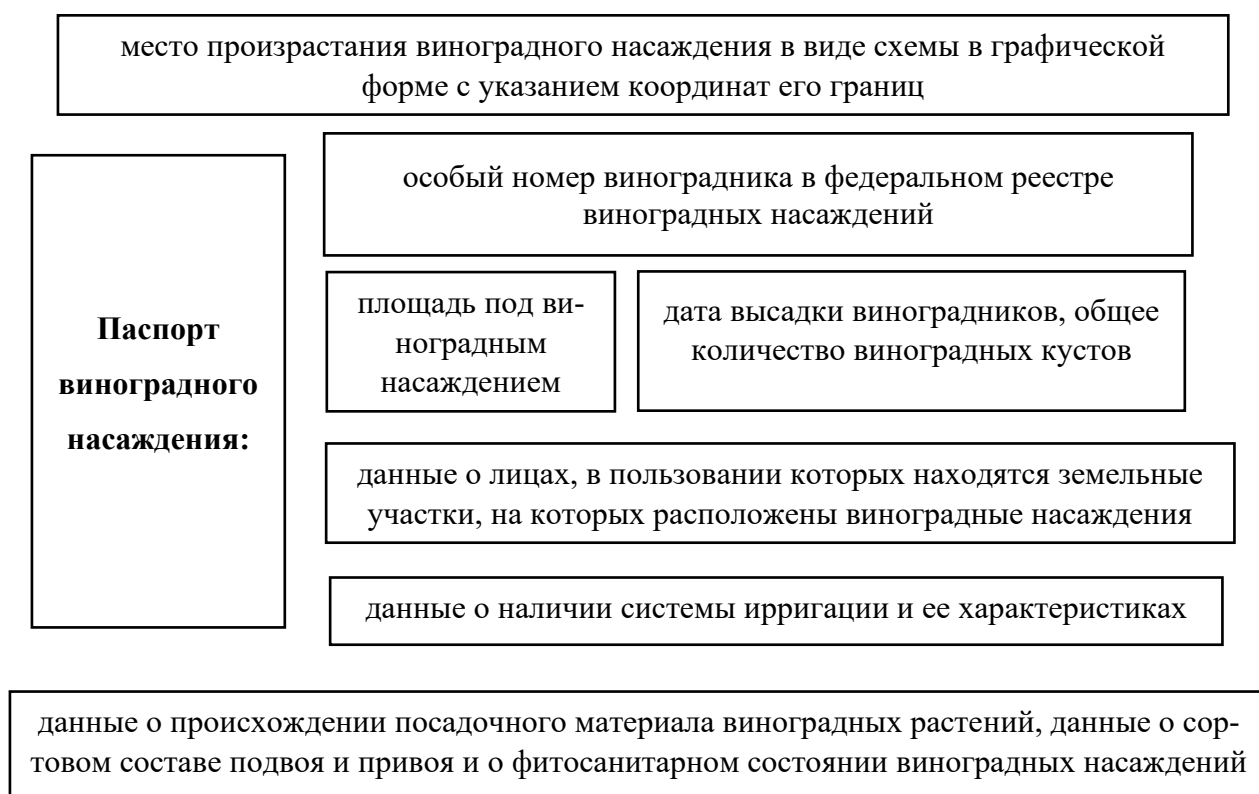 место произрастания виноградного насаждения в виде схемы в графической
форме с указанием координат его границ
особый номер виноградника в федеральном реестре
виноградных насаждений
Паспорт
виноградного
насаждения:
площадь под ви-
ноградным
насаждением
дата высадки виноградников, общее
количество виноградных кустов
данные о лицах, в пользовании которых находятся земельные
участки, на которых расположены виноградные насаждения
данные о наличии системы ирригации и ее характеристиках
данные о происхождении посадочного материала виноградных растений, данные о сор-
товом составе подвоя и привоя и о фитосанитарном состоянии виноградных насаждений